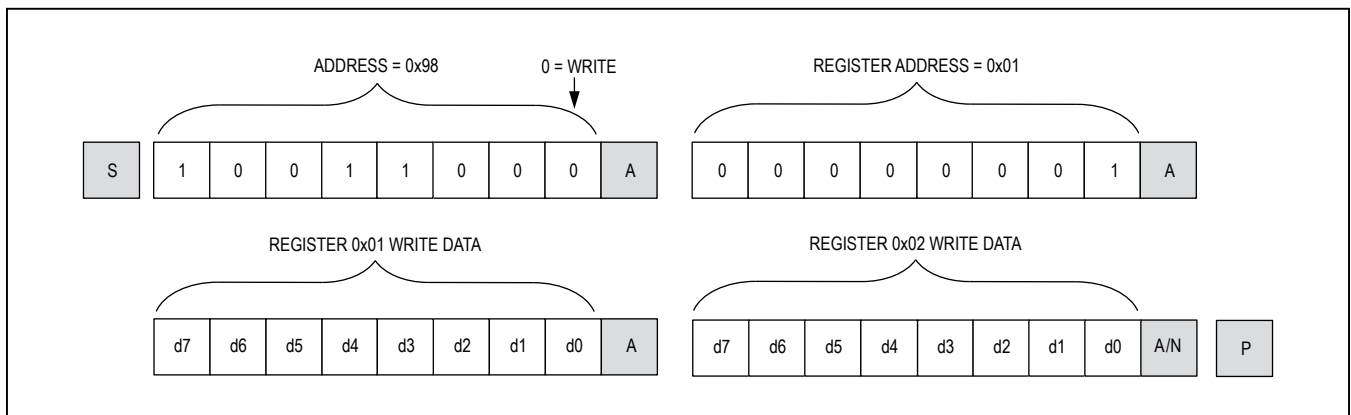 ADDRESS = 0x98 0 = WRITE REGISTER ADDRESS = 0x01
S 1 0 0 1 1 0 0 0 A 0 0 0 0 0 0 0 1 A
REGISTER 0x01 WRITE DATA REGISTER 0x02 WRITE DATA
d7 d6 d5 d4 d3 d2 d1 d0 A d7 d6 d5 d4 d3 d2 d1 d0 A/N P